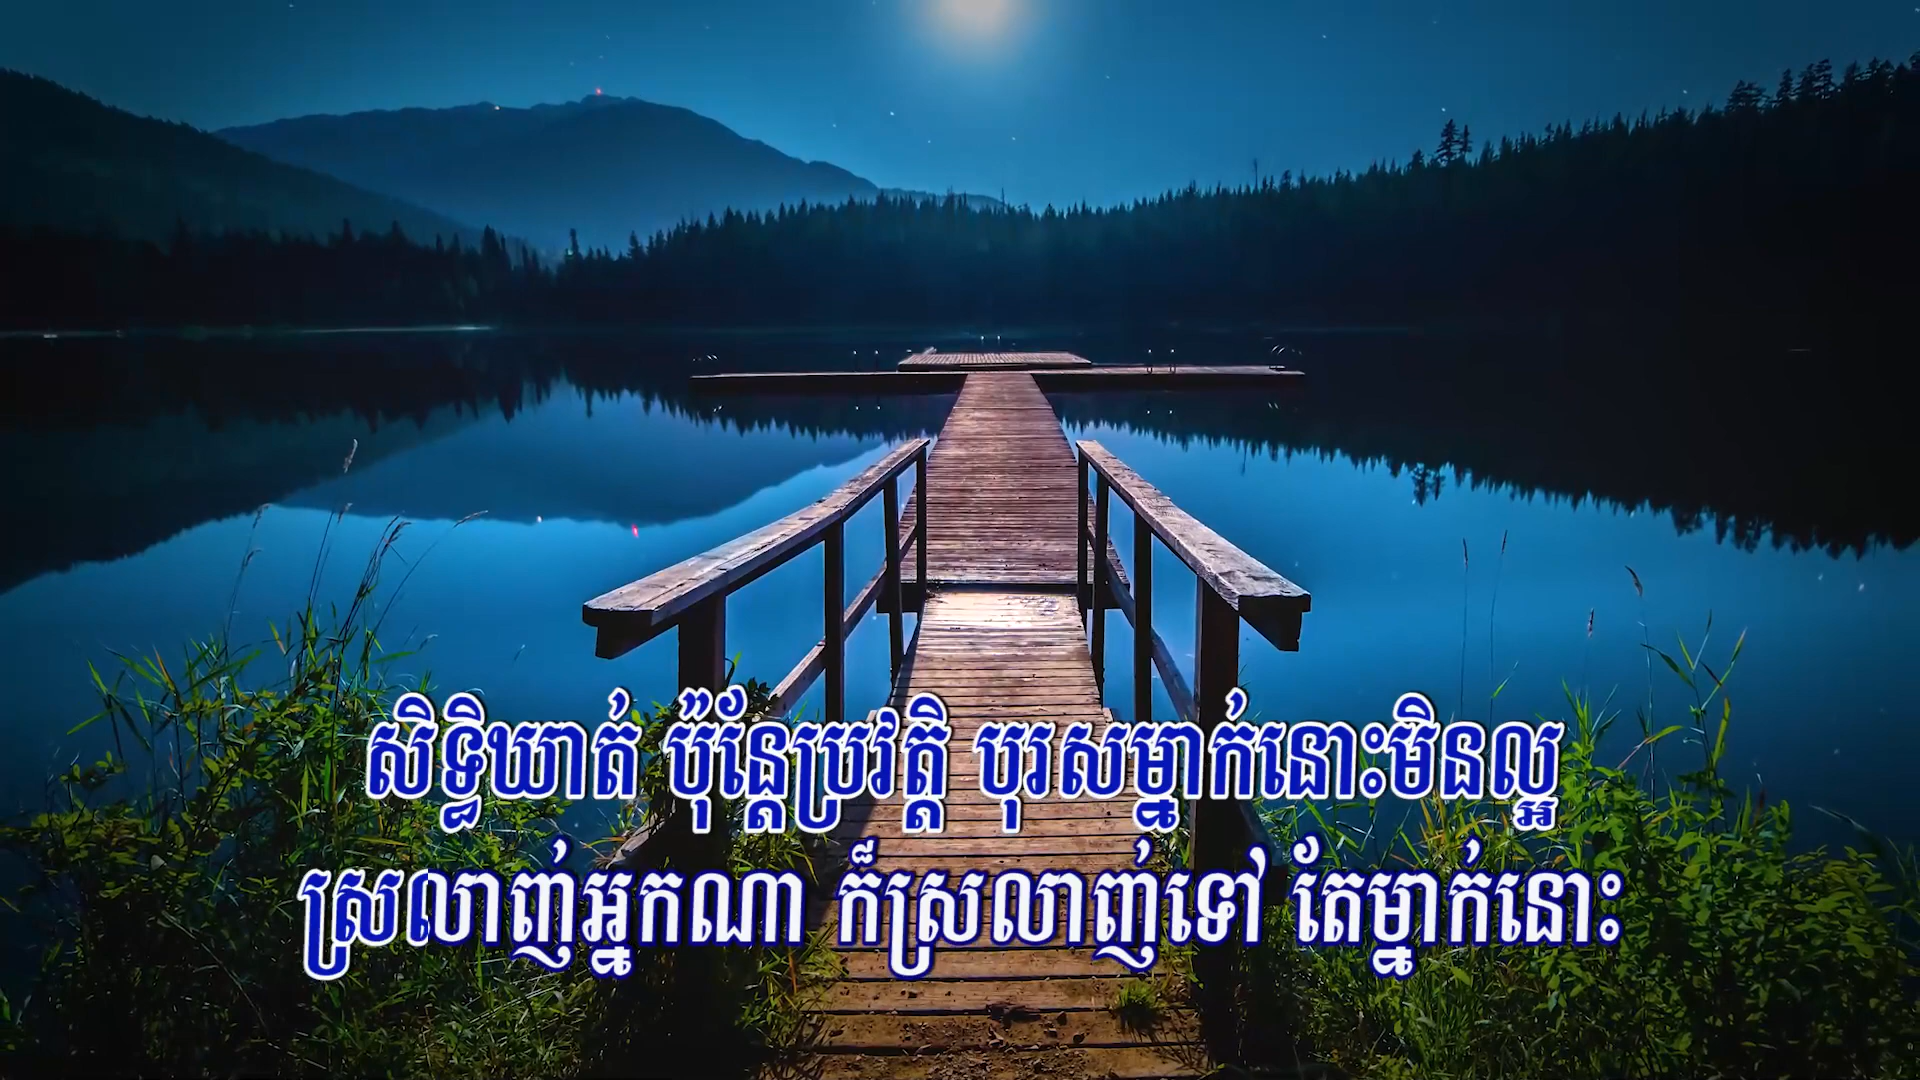 សិទ្ធិឃាត់ ប៉ុន្តែប្រវត្តិ បុរសម្នាក់នោះមិនល្អ
ស្រលាញ់អ្នកណា ក៏ស្រលាញ់ទៅ តែម្នាក់នោះ